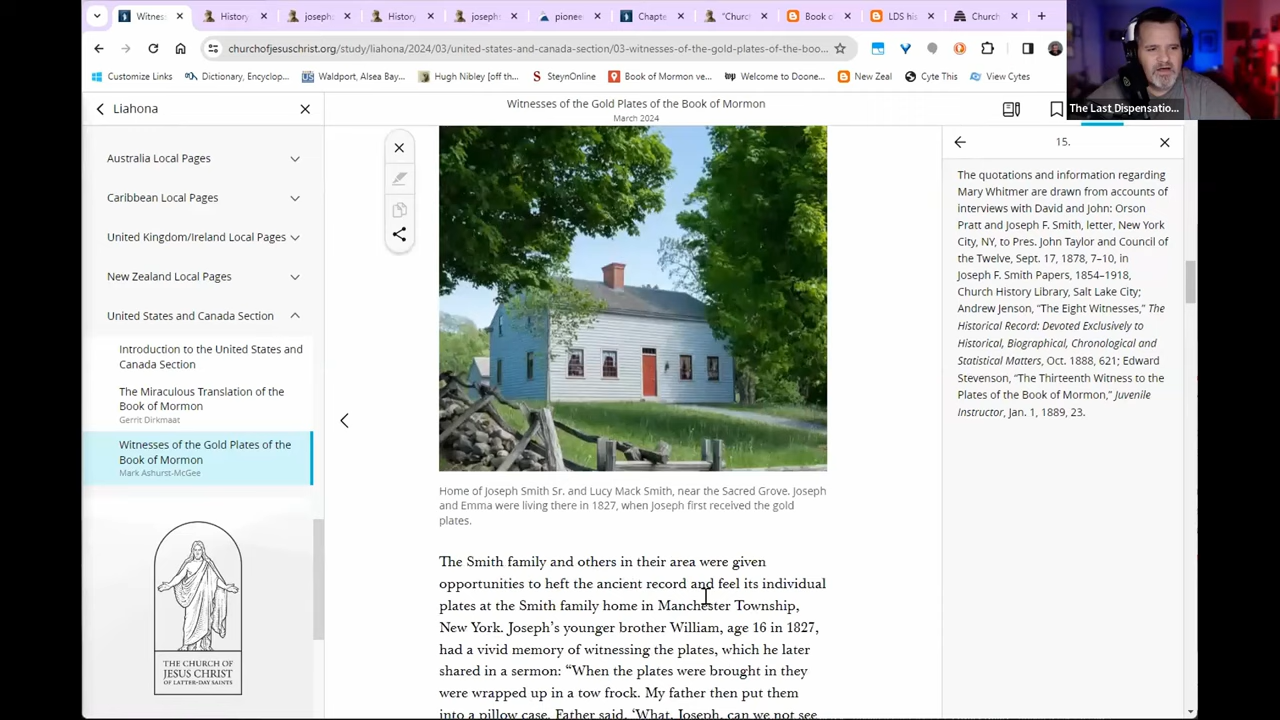 Witnes
History
joseph
History
joseph
pionee
Chapte
"Churc
Book o
LDS his
Church
churchofjesuschrist.org/study/liahona/2024/03/united-states-and-canada-section/03-witnesses-of-the-gold-plates-of-the-boo...
Customize Links
Dictionary, Encyclop...
Waldport, Alsea Bay...
Hugh Nibley [off th...
SteynOnline
Book of Mormon ve...
Welcome to Doone...
New Zeal
Cyte This
View Cytes
The Last Dispensatio...
Liahona
Australia Local Pages
Caribbean Local Pages
United Kingdom/Ireland Local Pages
New Zealand Local Pages
United States and Canada Section
Introduction to the United States and
Canada Section
The Miraculous Translation of the
Book of Mormon
Gerrit Dirkmaat
Witnesses of the Gold Plates of the
Book of Mormon
Mark Ashurst-McGee
THE CHURCH OF
JESUS CHRIST
OF LATTER-DAY SAINTS
Witnesses of the Gold Plates of the Book of Mormon
March 2024
Home of Joseph Smith Sr. and Lucy Mack Smith, near the Sacred Grove. Joseph
and Emma were living there in 1827, when Joseph first received the gold
plates.
The Smith family and others in their area were given
opportunities to heft the ancient record and feel its individual
plates at the Smith family home in Manchester Township,
New York. Joseph's younger brother William, age 16 in 1827,
had a vivid memory of witnessing the plates, which he later
shared in a sermon: "When the plates were brought in they
were wrapped up in a tow frock. My father then put them
into a pillow case. Father said, 'What, Joseph, can we not see
15.
The quotations and information regarding
Mary Whitmer are drawn from accounts of
interviews with David and John: Orson
Pratt and Joseph F. Smith, letter, New York
City, NY, to Pres. John Taylor and Council of
the Twelve, Sept. 17, 1878, 7–10, in
Joseph F. Smith Papers, 1854–1918,
Church History Library, Salt Lake City;
Andrew Jenson, "The Eight Witnesses," The
Historical Record: Devoted Exclusively to
Historical, Biographical, Chronological and
Statistical Matters, Oct. 1888, 621; Edward
Stevenson, "The Thirteenth Witness to the
Plates of the Book of Mormon," Juvenile
Instructor, Jan. 1, 1889, 23.